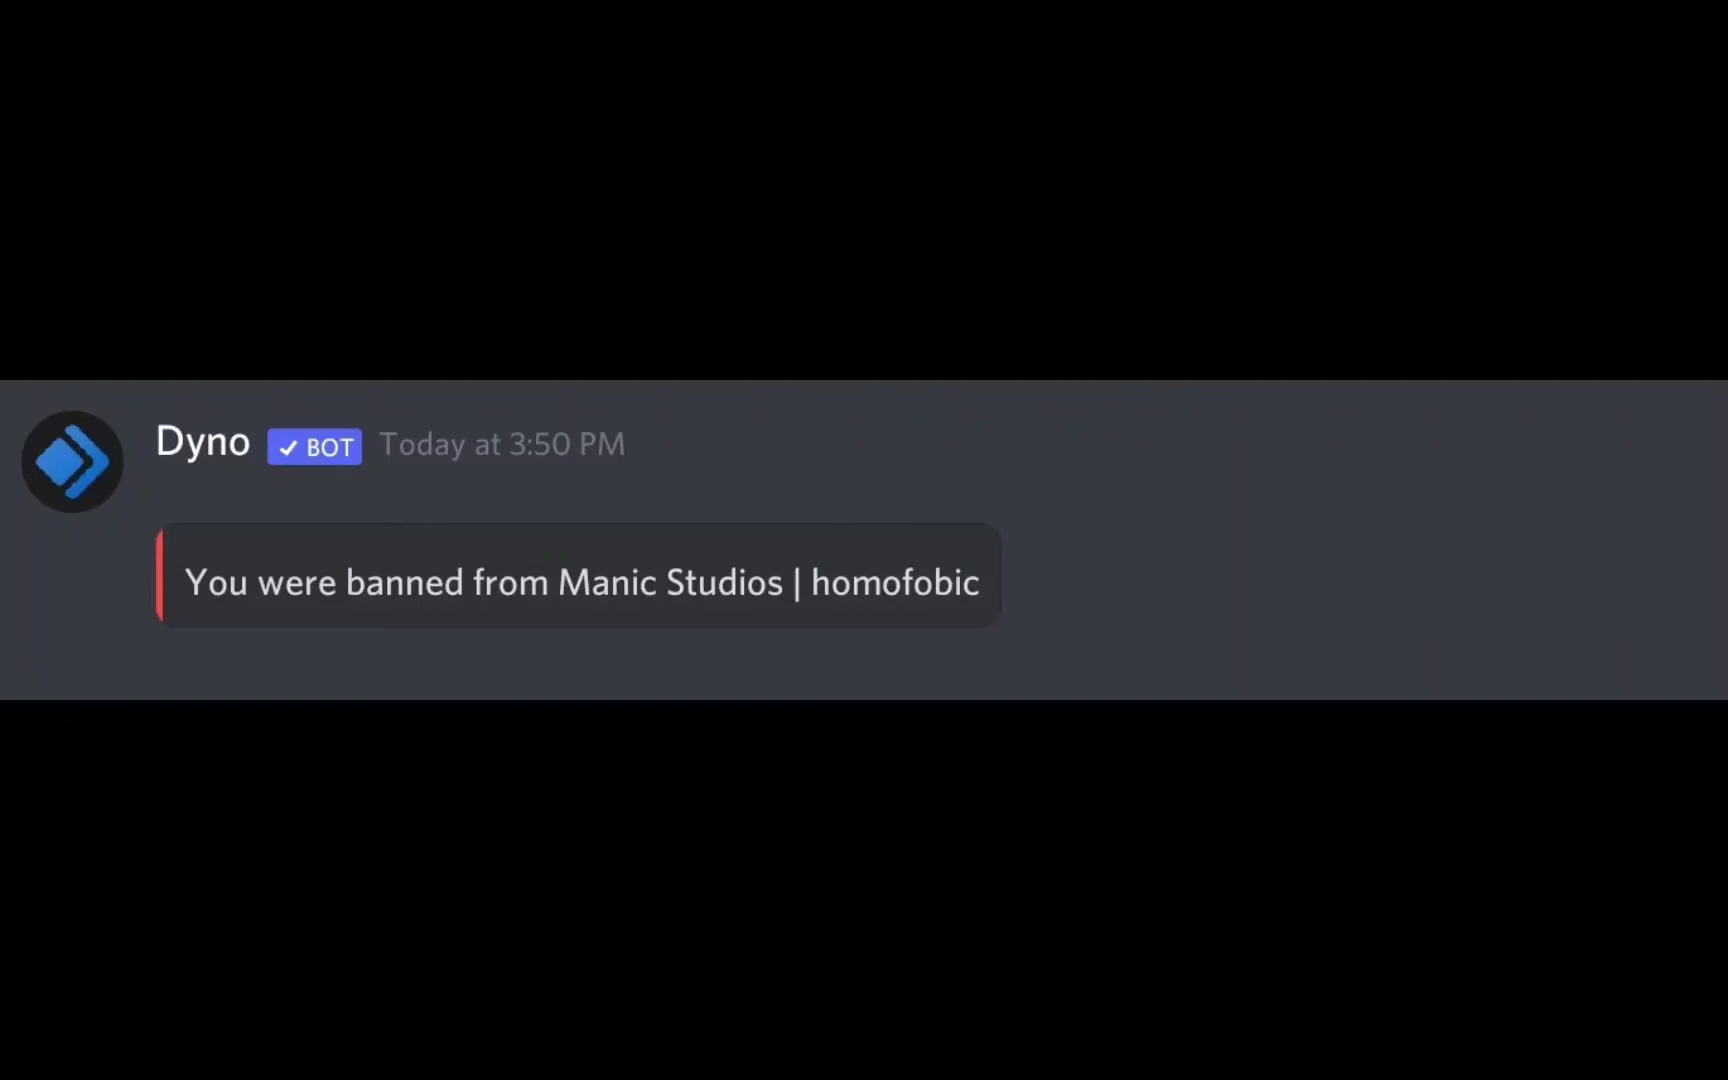 Dyno ✓ BOT Today at 3:50 PM
You were banned from Manic Studios | homofobic